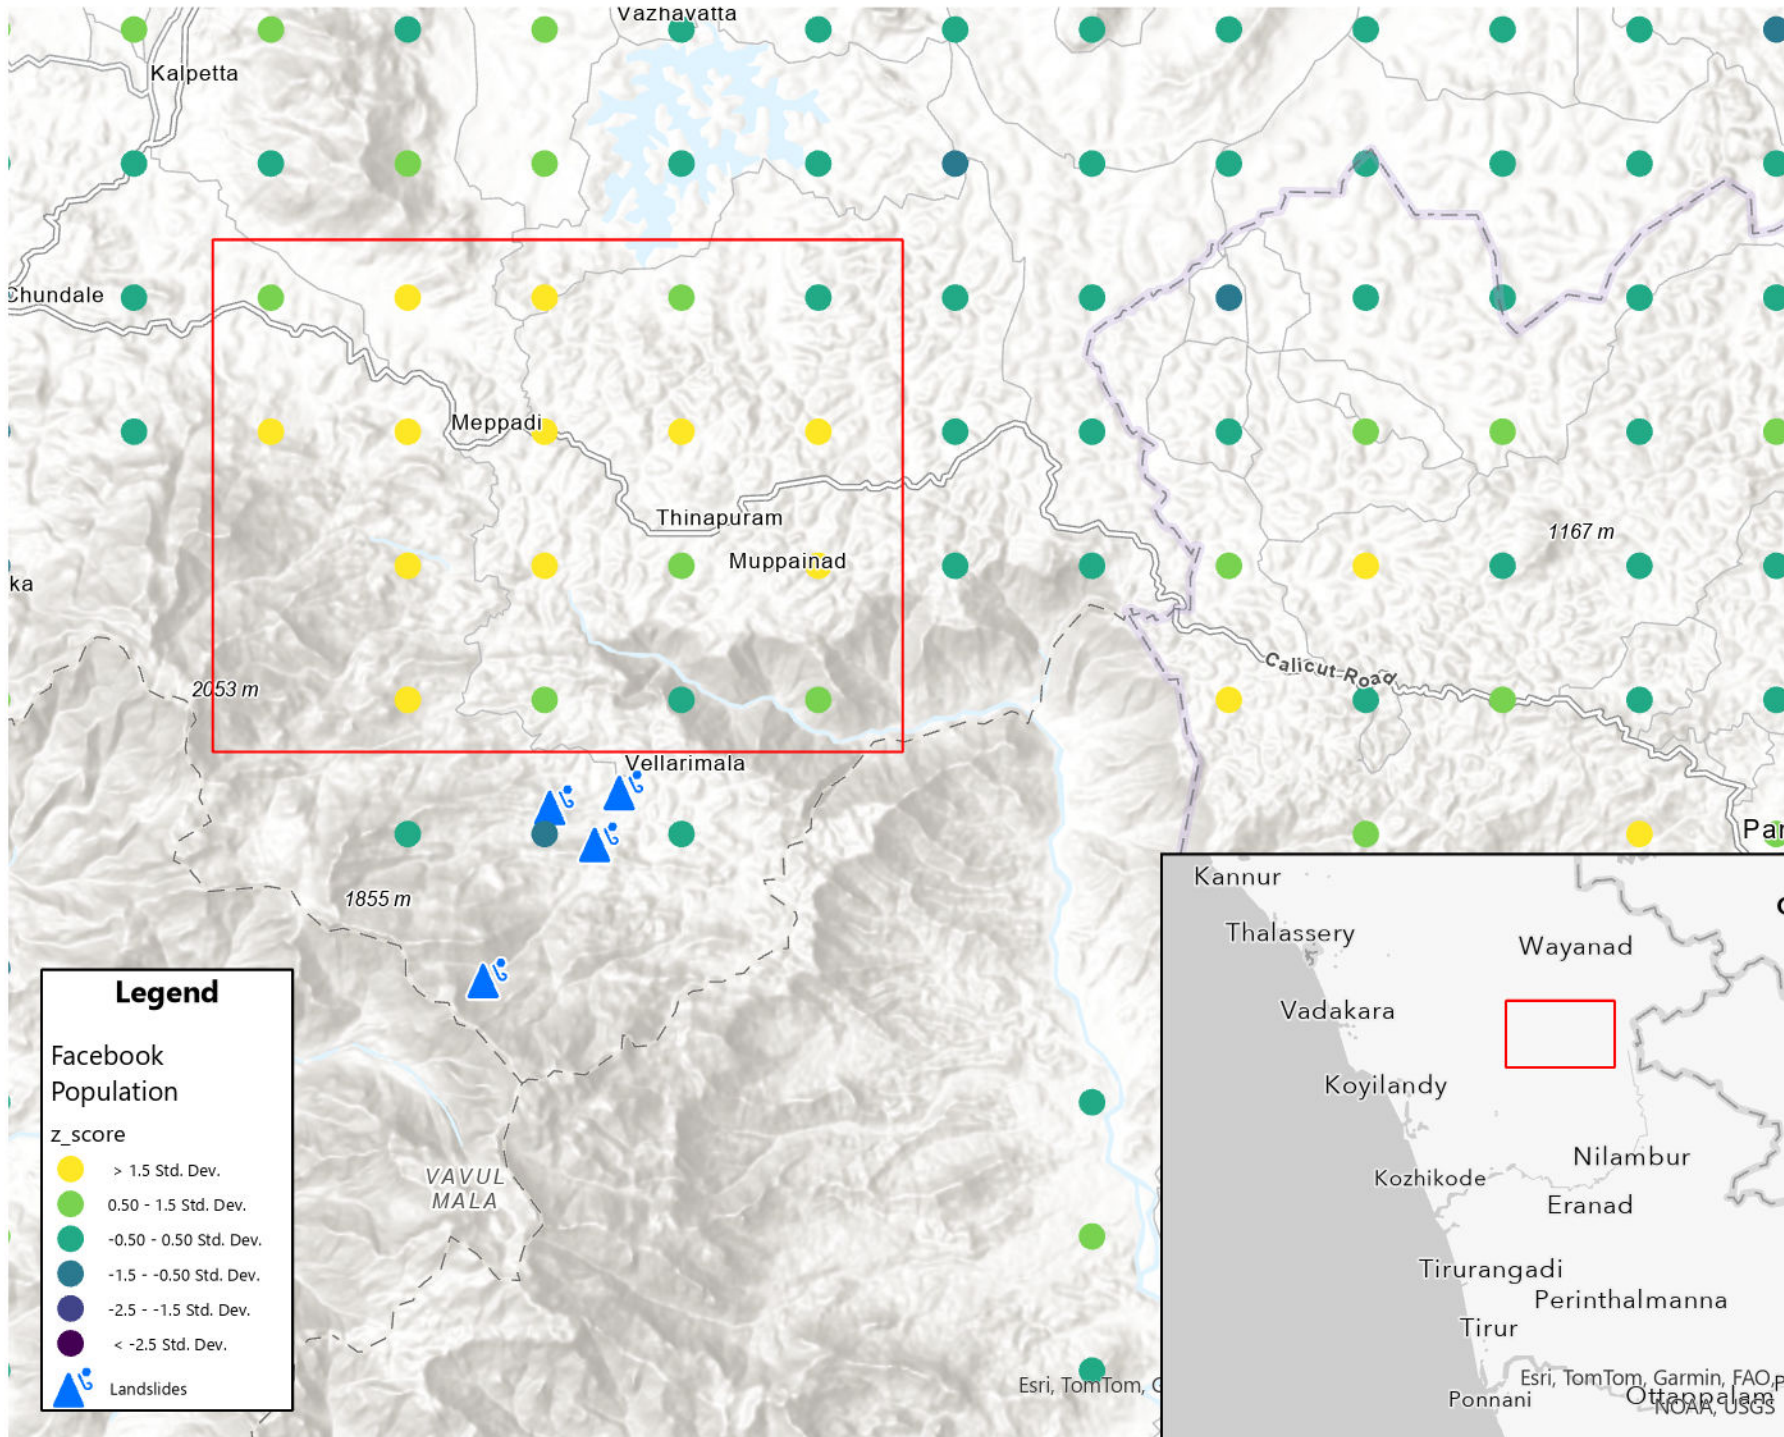 Vazhavatta
Kalpetta
Chundale
Meppadi
Thinapuram
Muppainad
1167 m
ka
Calicut Road
2053 m
Vellarimala
Par
1855 m
VAVUL
MALA
Esri, TomTom, G
Legend
Facebook
Population
z_score
> 1.5 Std. Dev.
0.50 - 1.5 Std. Dev.
-0.50 - 0.50 Std. Dev.
-1.5 - -0.50 Std. Dev.
-2.5 - -1.5 Std. Dev.
< -2.5 Std. Dev.
Landslides
Kannur
Thalassery
Wayanad
Vadakara
Koyilandy
Nilambur
Kozhikode
Eranad
Tirurangadi
Perinthalmanna
Tirur
Esri, TomTom, Garmin, FAO,
Ponnani
Ottappalam
NOAA, USGS